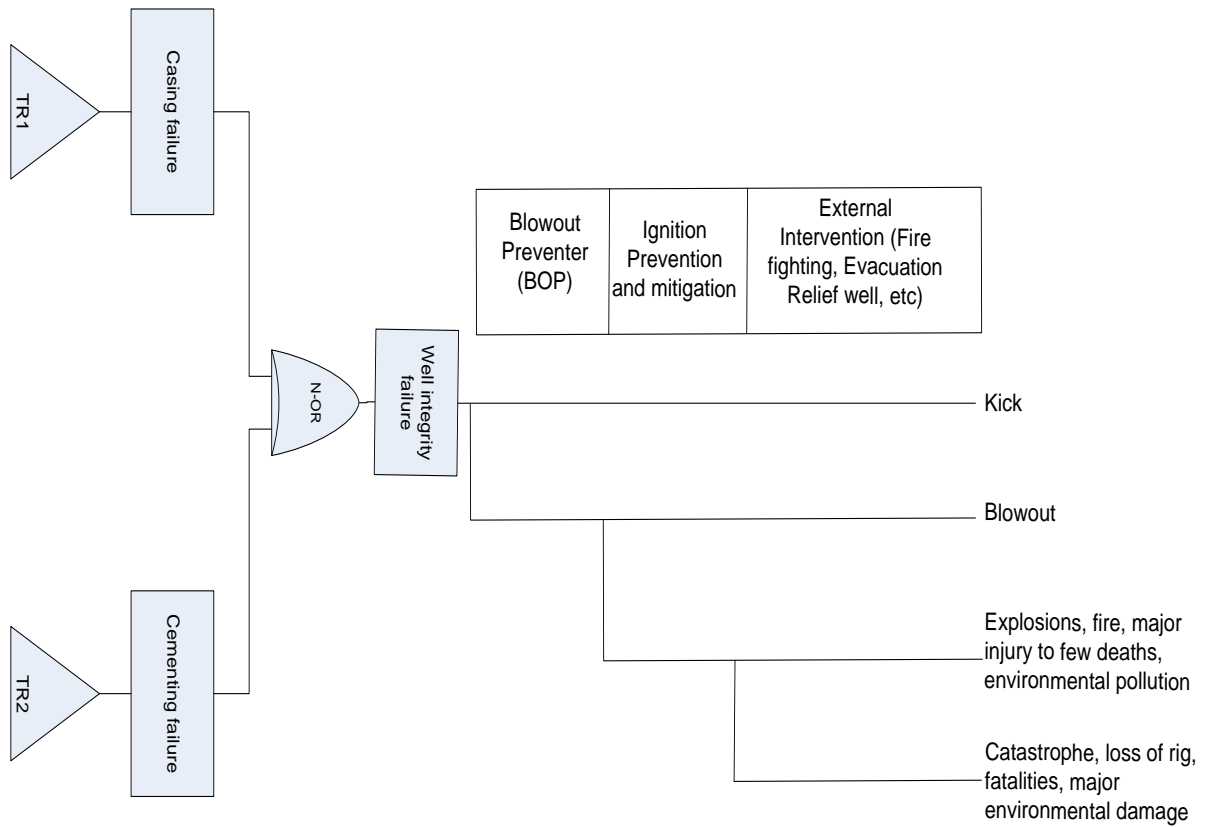 TR1
Casing failure
N-OR
Well integrity
failure
TR2
Cementing failure
Blowout
Preventer
(BOP)
Ignition
Prevention
and mitigation
External
Intervention (Fire
fighting, Evacuation
Relief well, etc)
Kick
Blowout
Explosions, fire, major
injury to few deaths,
environmental pollution
Catastrophe, loss of rig,
fatalities, major
environmental damage